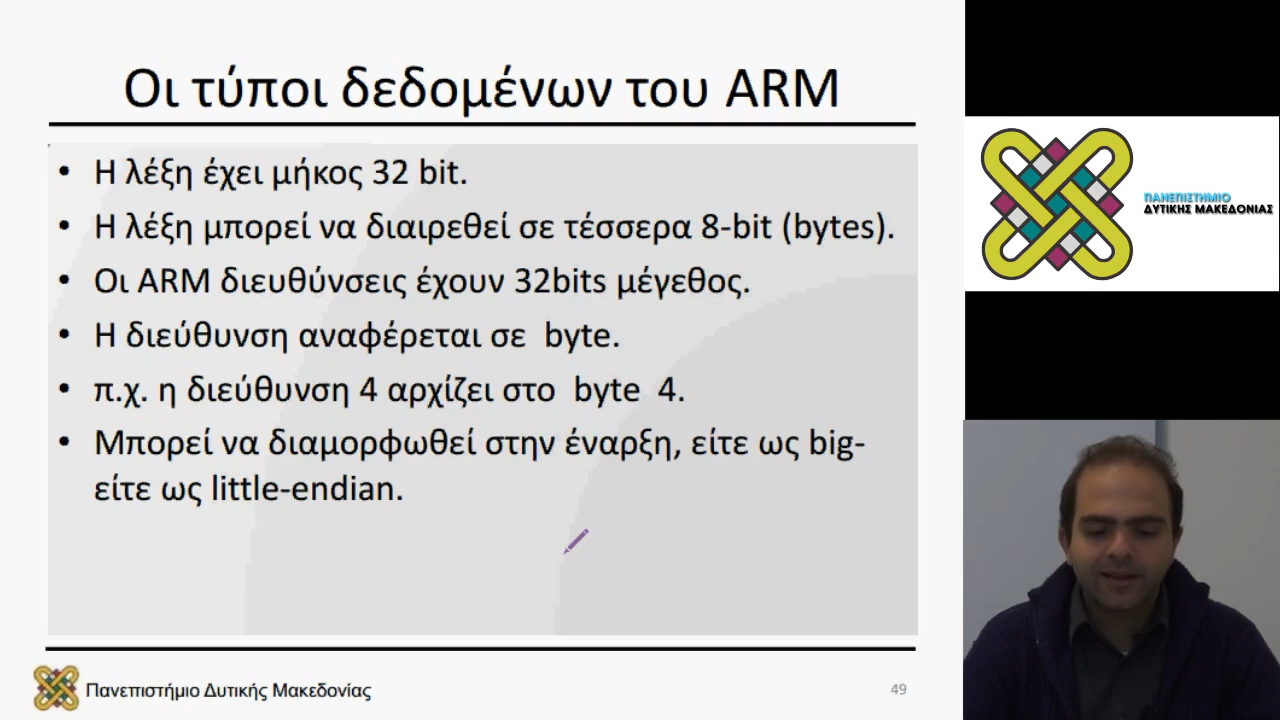 Οι τύποι δεδομένων του ARM
• Η λέξη έχει μήκος 32 bit.
• Η λέξη μπορεί να διαιρεθεί σε τέσσερα 8-bit (bytes).
• Οι ARM διευθύνσεις έχουν 32bits μέγεθος.
• Η διεύθυνση αναφέρεται σε byte.
• π.χ. η διεύθυνση 4 αρχίζει στο byte 4.
• Μπορεί να διαμορφωθεί στην έναρξη, είτε ως big-
είτε ως little-endian.
Πανεπιστήμιο Δυτικής Μακεδονίας
49
ΠΑΝΕΠΙΣΤΗΜΙΟ
ΔΥΤΙΚΗΣ ΜΑΚΕΔΟΝΙΑΣ